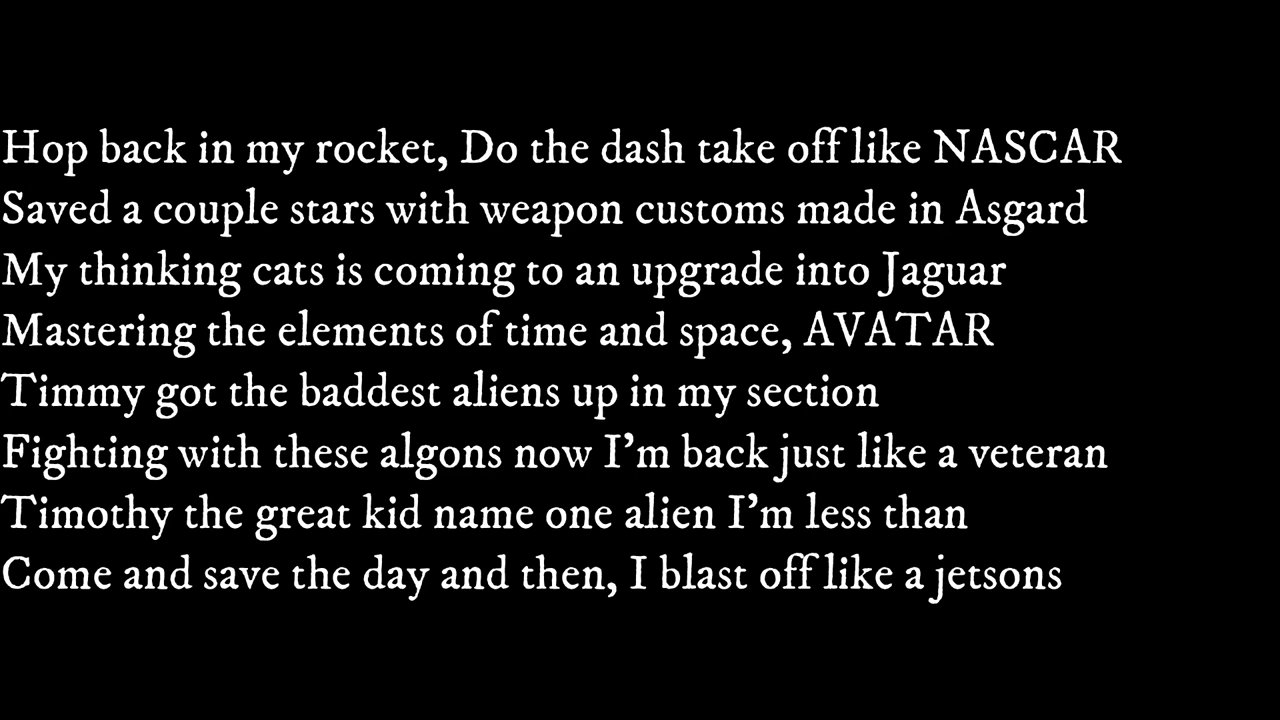 Hop back in my rocket, Do the dash take off like NASCAR
Saved a couple stars with weapon customs made in Asgard
My thinking cats is coming to an upgrade into Jaguar
Mastering the elements of time and space, AVATAR
Timmy got the baddest aliens up in my section
Fighting with these algons now I'm back just like a veteran
Timothy the great kid name one alien I'm less than
Come and save the day and then, I blast off like a jetsons